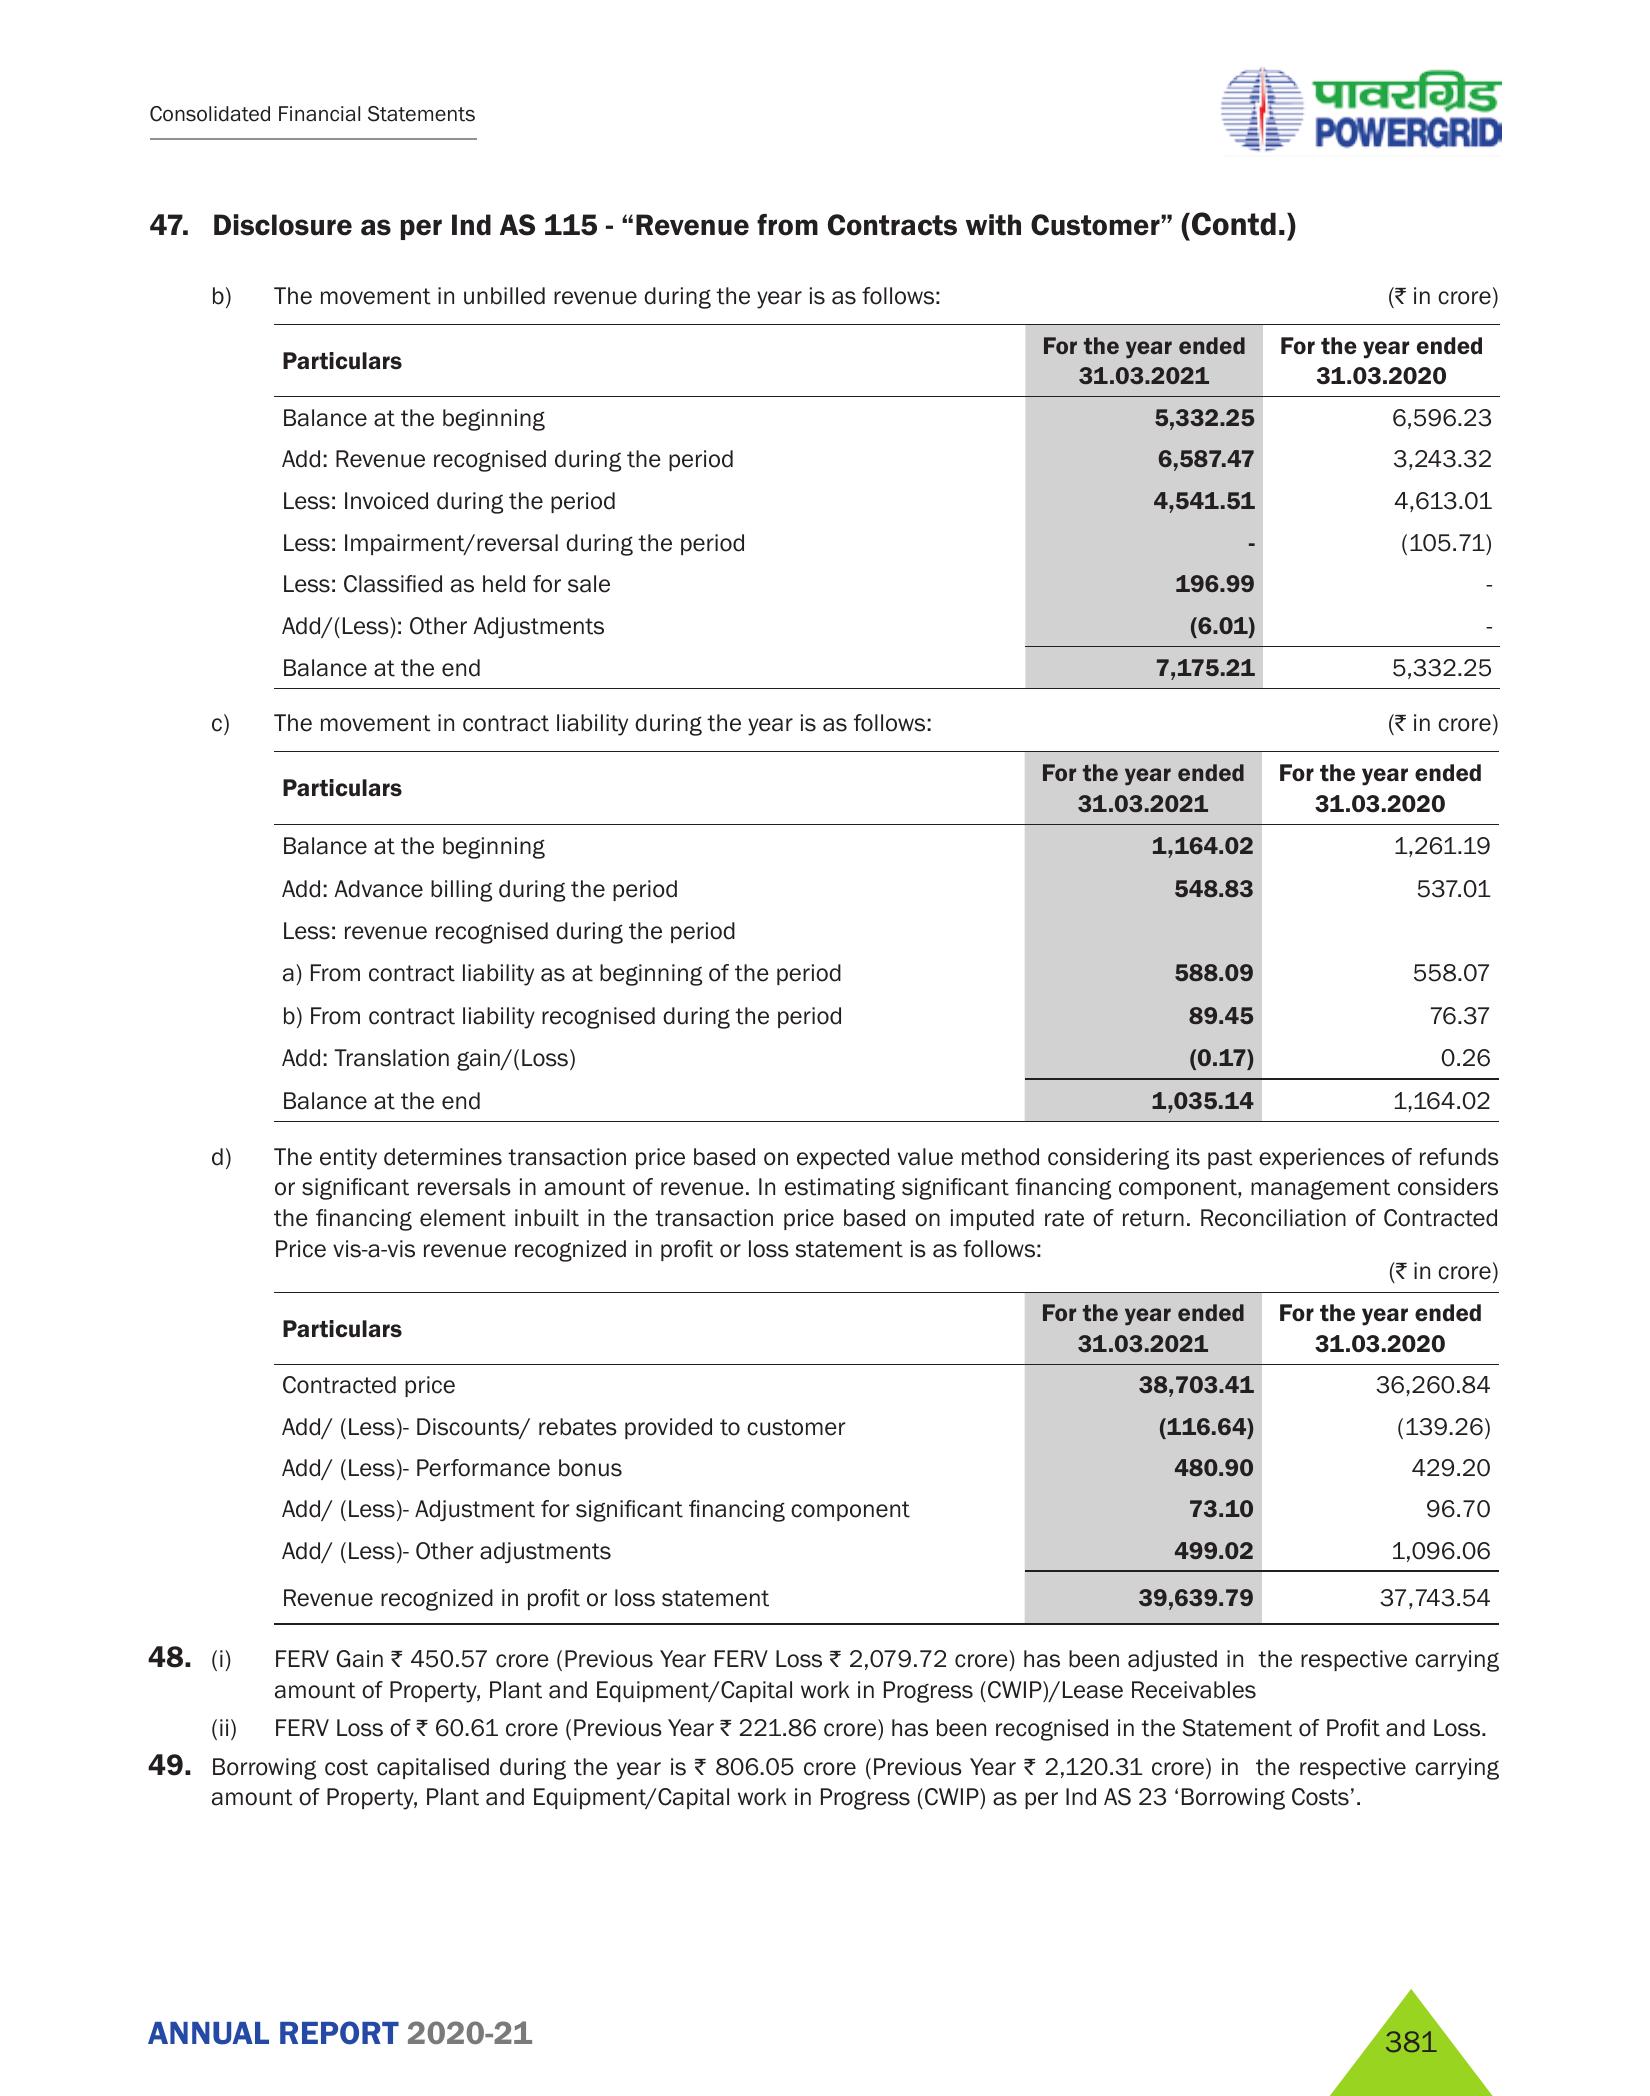 Consolidated Financial Statements
पावरग्रिड
POWERGRID
47. Disclosure as per Ind AS 115 - “Revenue from Contracts with Customer” (Contd.)
b) The movement in unbilled revenue during the year is as follows: (₹ in crore)
Particulars For the year ended 31.03.2021 For the year ended 31.03.2020
Balance at the beginning 5,332.25 6,596.23
Add: Revenue recognised during the period 6,587.47 3,243.32
Less: Invoiced during the period 4,541.51 4,613.01
Less: Impairment/reversal during the period - (105.71)
Less: Classified as held for sale 196.99 -
Add/(Less): Other Adjustments (6.01) -
Balance at the end 7,175.21 5,332.25
c) The movement in contract liability during the year is as follows: (₹ in crore)
Particulars For the year ended 31.03.2021 For the year ended 31.03.2020
Balance at the beginning 1,164.02 1,261.19
Add: Advance billing during the period 548.83 537.01
Less: revenue recognised during the period
a) From contract liability as at beginning of the period 588.09 558.07
b) From contract liability recognised during the period 89.45 76.37
Add: Translation gain/(Loss) (0.17) 0.26
Balance at the end 1,035.14 1,164.02
d) The entity determines transaction price based on expected value method considering its past experiences of refunds
or significant reversals in amount of revenue. In estimating significant financing component, management considers
the financing element inbuilt in the transaction price based on imputed rate of return. Reconciliation of Contracted
Price vis-a-vis revenue recognized in profit or loss statement is as follows:
(₹ in crore)
Particulars For the year ended 31.03.2021 For the year ended 31.03.2020
Contracted price 38,703.41 36,260.84
Add/ (Less)- Discounts/ rebates provided to customer (116.64) (139.26)
Add/ (Less)- Performance bonus 480.90 429.20
Add/ (Less)- Adjustment for significant financing component 73.10 96.70
Add/ (Less)- Other adjustments 499.02 1,096.06
Revenue recognized in profit or loss statement 39,639.79 37,743.54
48. (i) FERV Gain ₹ 450.57 crore (Previous Year FERV Loss ₹ 2,079.72 crore) has been adjusted in the respective carrying
amount of Property, Plant and Equipment/Capital work in Progress (CWIP)/Lease Receivables
(ii) FERV Loss of ₹ 60.61 crore (Previous Year ₹ 221.86 crore) has been recognised in the Statement of Profit and Loss.
49. Borrowing cost capitalised during the year is ₹ 806.05 crore (Previous Year ₹ 2,120.31 crore) in the respective carrying
amount of Property, Plant and Equipment/Capital work in Progress (CWIP) as per Ind AS 23 ‘Borrowing Costs’.
ANNUAL REPORT 2020-21
381